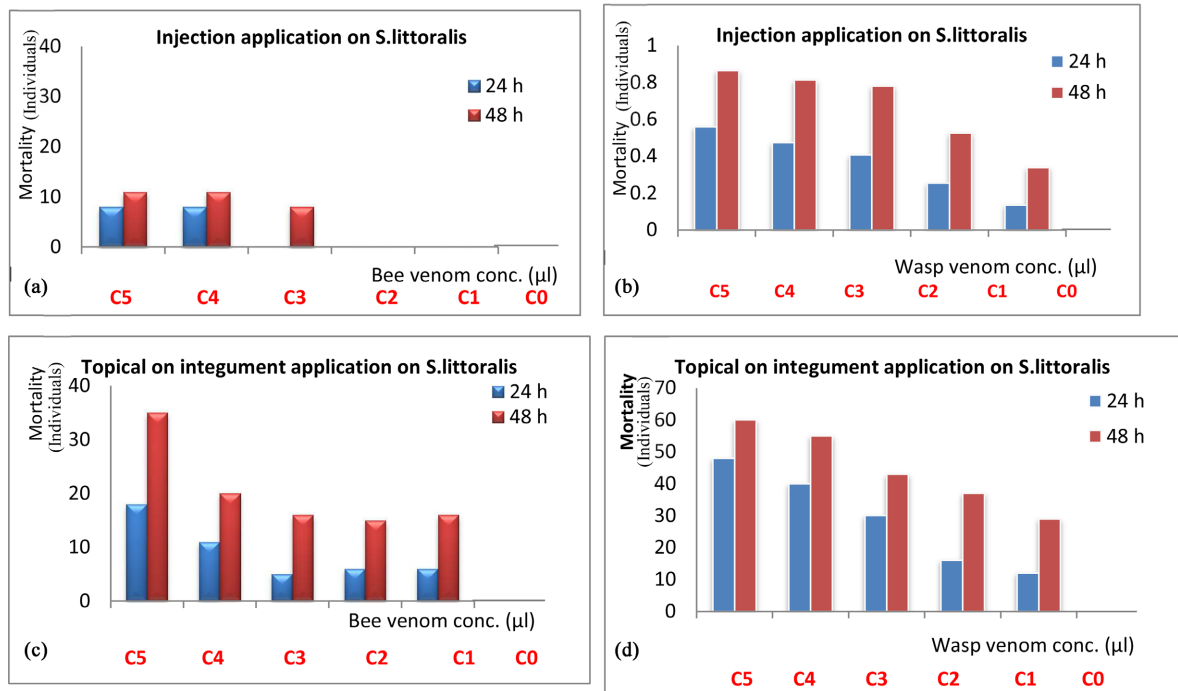 Injection application on S.littoralis
Mortality (Individuals)
40
30
20
10
0
24 h
48 h
Bee venom conc. (µl)
(a)
C5 C4 C3 C2 C1 C0
Injection application on S.littoralis
Mortality (Individuals)
1
0.8
0.6
0.4
0.2
0
24 h
48 h
Wasp venom conc. (µl)
(b)
C5 C4 C3 C2 C1 C0
Topical on integument application on S.littoralis
Mortality
(Individuals)
40
30
20
10
0
24 h
48 h
Bee venom conc. (µl)
(c)
C5 C4 C3 C2 C1 C0
Topical on integument application on S.littoralis
Mortality
(Individuals)
70
60
50
40
30
20
10
0
24 h
48 h
Wasp venom conc. (µl)
(d)
C5 C4 C3 C2 C1 C0